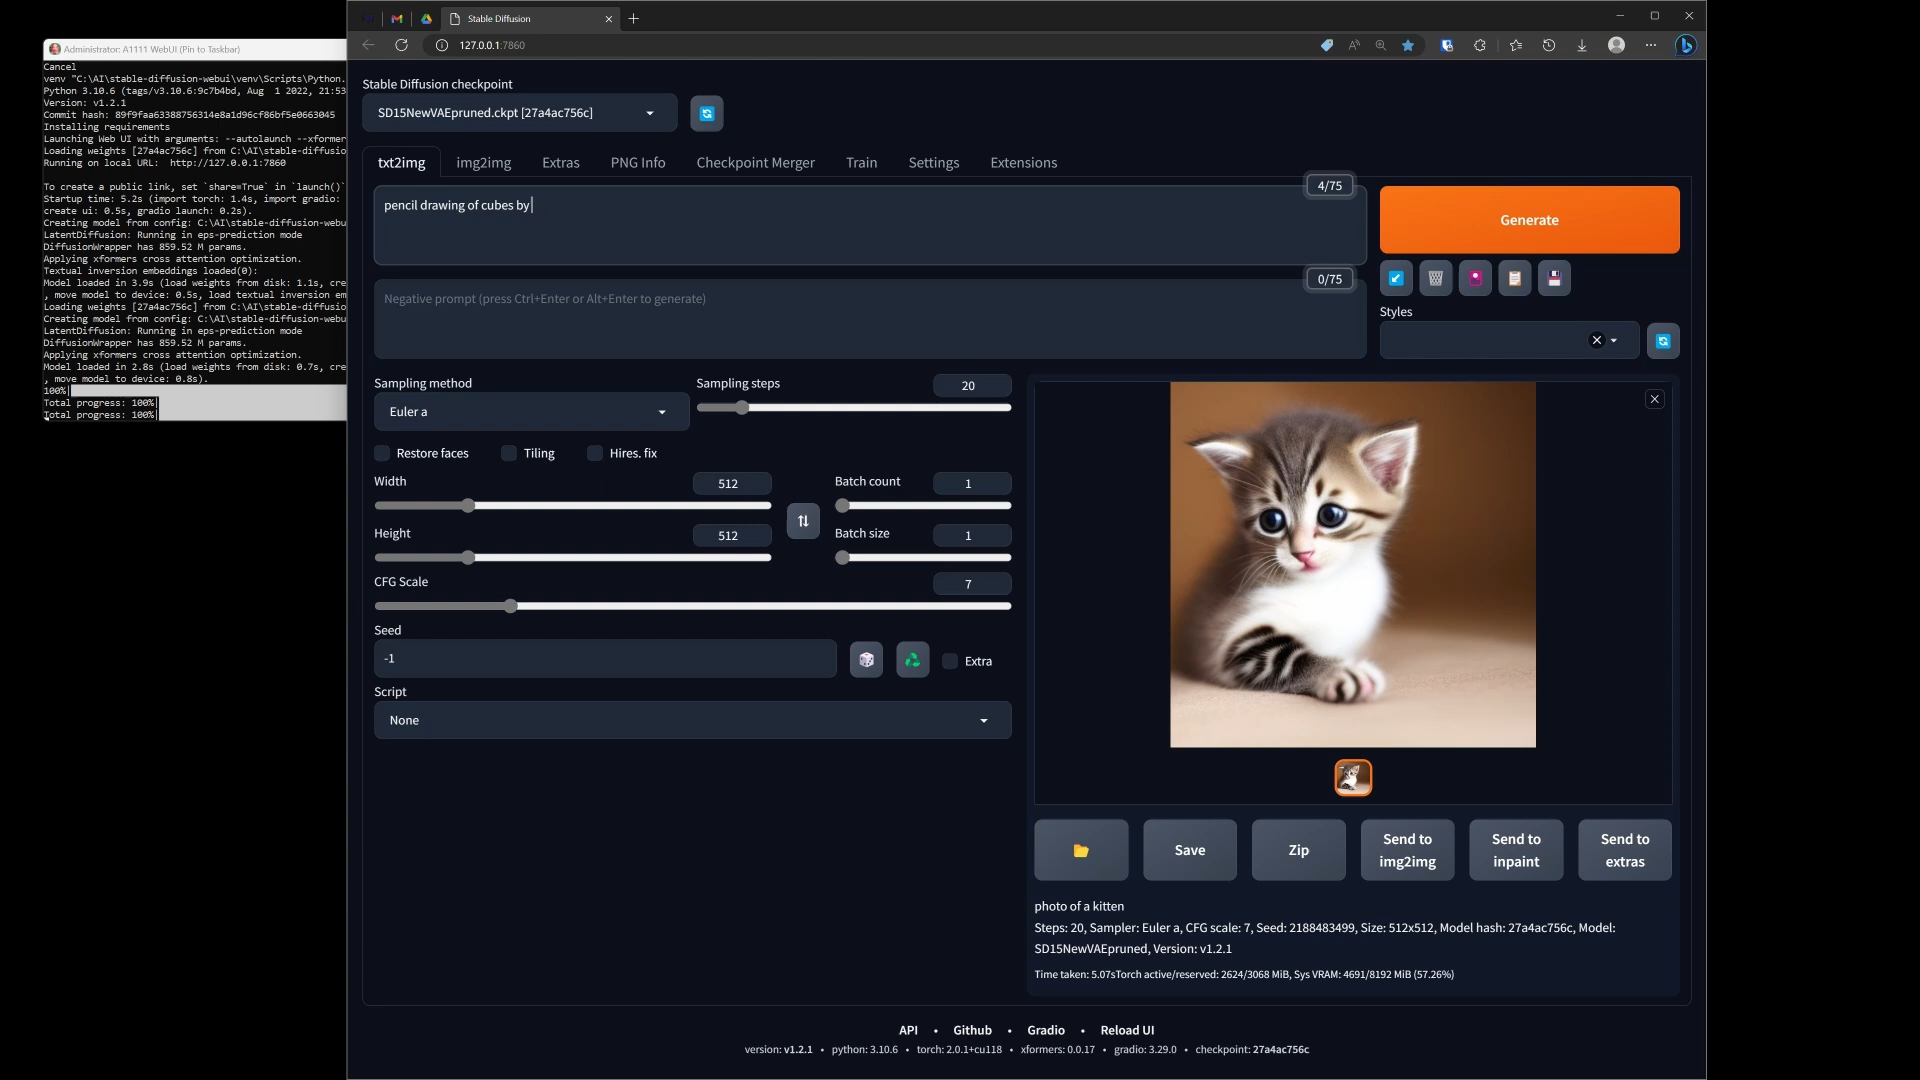 Administrator: A1111 WebUI (Pin to Taskbar)
Cancel
venv "C:\AI\stable-diffusion-webui\venv\Scripts\Python.
Python 3.10.6 (tags/v3.10.6:9c7b4bd, Aug  1 2022, 21:53
Version: v1.2.1
Commit hash: 89f9faa63388756314e8a1d96cf86bf5e0663045
Installing requirements
Launching Web UI with arguments: --autolaunch --xformer
Loading weights [27a4ac756c] from C:\AI\stable-diffusio
Running on local URL:  http://127.0.0.1:7860
To create a public link, set `share=True` in `launch()`
Startup time: 5.2s (import torch: 1.4s, import gradio:
create ui: 0.5s, gradio launch: 0.2s).
Creating model from config: C:\AI\stable-diffusion-webu
LatentDiffusion: Running in eps-prediction mode
DiffusionWrapper has 859.52 M params.
Applying xformers cross attention optimization.
Textual inversion embeddings loaded(0):
Model loaded in 3.9s (load weights from disk: 1.1s, cre
, move model to device: 0.5s, load textual inversion em
Loading weights [27a4ac756c] from C:\AI\stable-diffusio
Creating model from config: C:\AI\stable-diffusion-webu
LatentDiffusion: Running in eps-prediction mode
DiffusionWrapper has 859.52 M params.
Applying xformers cross attention optimization.
Model loaded in 2.8s (load weights from disk: 0.7s, cre
, move model to device: 0.8s).
100%|
Total progress: 100%|
Total progress: 100%|
Stable Diffusion
127.0.0.1:7860
Stable Diffusion checkpoint
SD15NewVAEpruned.ckpt [27a4ac756c]
txt2img img2img Extras PNG Info Checkpoint Merger Train Settings Extensions
4/75
pencil drawing of cubes by
Generate
0/75
Negative prompt (press Ctrl+Enter or Alt+Enter to generate)
Styles
Sampling method
Euler a
Sampling steps 20
Restore faces Tiling Hires. fix
Width 512
Batch count 1
Height 512
Batch size 1
CFG Scale 7
Seed
-1
Extra
Script
None
Save
Zip
Send to
img2img
Send to
inpaint
Send to
extras
photo of a kitten
Steps: 20, Sampler: Euler a, CFG scale: 7, Seed: 2188483499, Size: 512x512, Model hash: 27a4ac756c, Model:
SD15NewVAEpruned, Version: v1.2.1
Time taken: 5.07sTorch active/reserved: 2624/3068 MiB, Sys VRAM: 4691/8192 MiB (57.26%)
API • Github • Gradio • Reload UI
version: v1.2.1 • python: 3.10.6 • torch: 2.0.1+cu118 • xformers: 0.0.17 • gradio: 3.29.0 • checkpoint: 27a4ac756c